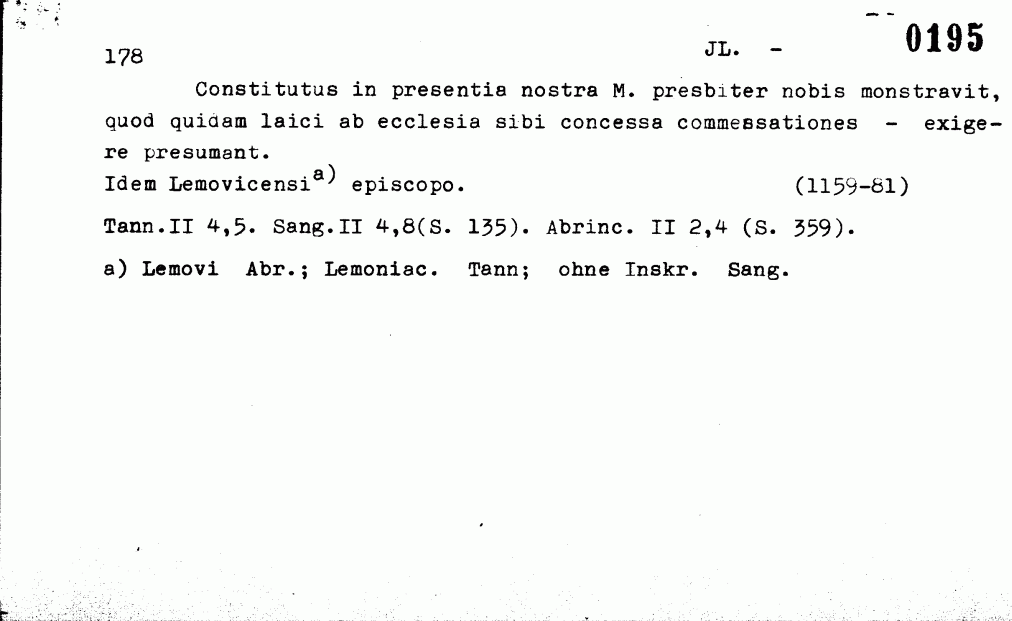 178 JL. - 0195
Constitutus in presentia nostra M. presbiter nobis monstravit,
quod quidam laici ab ecclesia sibi concessa commessationes - exige-
re presumant.
Idem Lemovicensi a) episcopo. (1159-81)
Tann.II 4,5. Sang.II 4,8(S. 135). Abrinc. II 2,4 (S. 359).
a) Lemovi Abr.; Lemoniac. Tann; ohne Inskr. Sang.